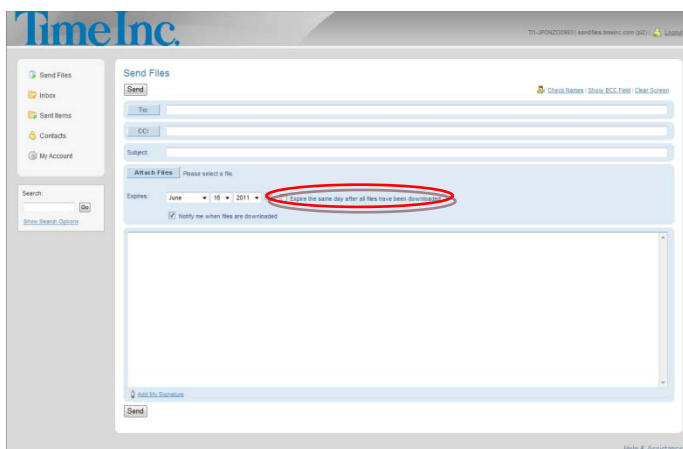 TimeInc.
sendfiles.timeinc.com Logout
Send Files
Inbox
Sent Items
Contacts
My Account
Search:
Go
Show Search Options
Send Files
Send
Check Names | Show BCC Field | Clear Screen
To:
CC:
Subject:
Attach Files Please select a file.
Expires: June 16 2011 Expire the same day after all files have been downloaded
Notify me when files are downloaded
Add My Signature
Send
Help & Assistance